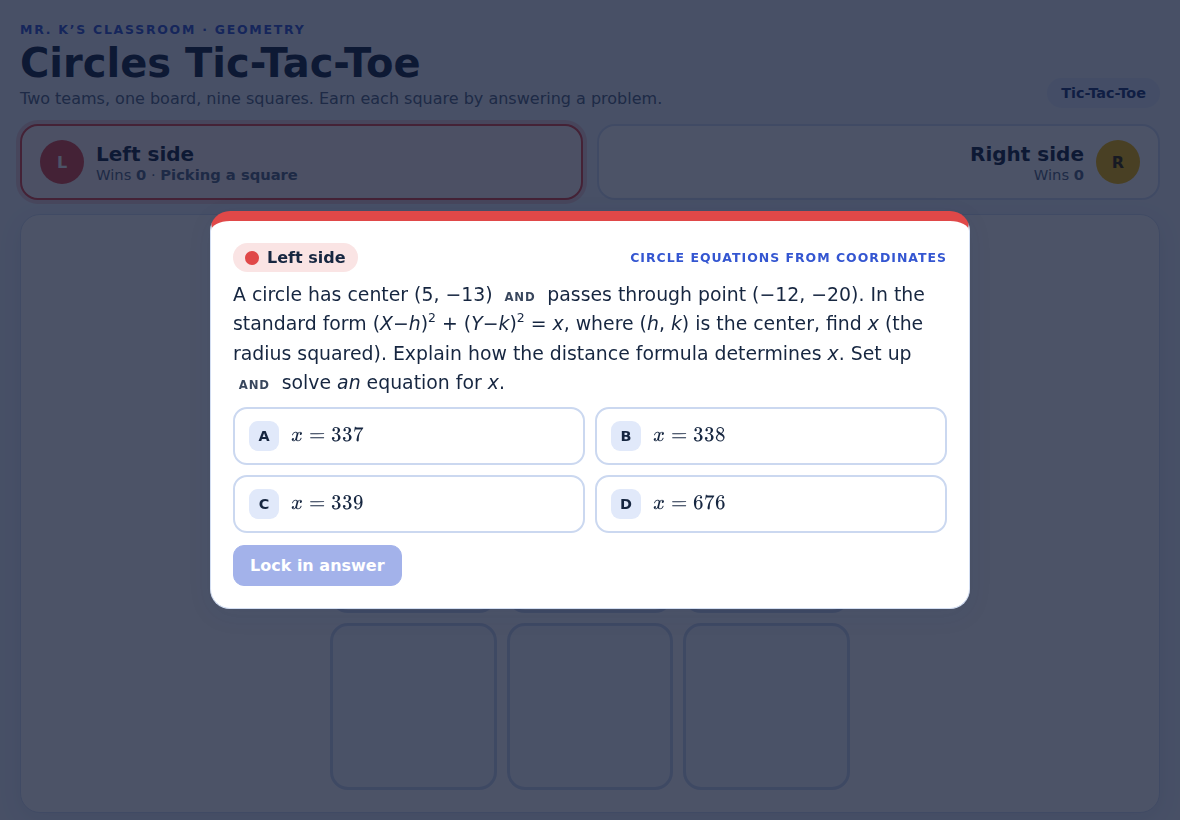 MR. K’S CLASSROOM · GEOMETRY
Circles Tic-Tac-Toe
Two teams, one board, nine squares. Earn each square by answering a problem.
Tic-Tac-Toe
L
Left side
Wins 0 · Picking a square
Right side
Wins 0
R
Left side
CIRCLE EQUATIONS FROM COORDINATES
A circle has center (5, −13) AND passes through point (−12, −20). In the
standard form (X−h)² + (Y−k)² = x, where (h, k) is the center, find x (the
radius squared). Explain how the distance formula determines x. Set up
AND solve an equation for x.
A x = 337
B x = 338
C x = 339
D x = 676
Lock in answer